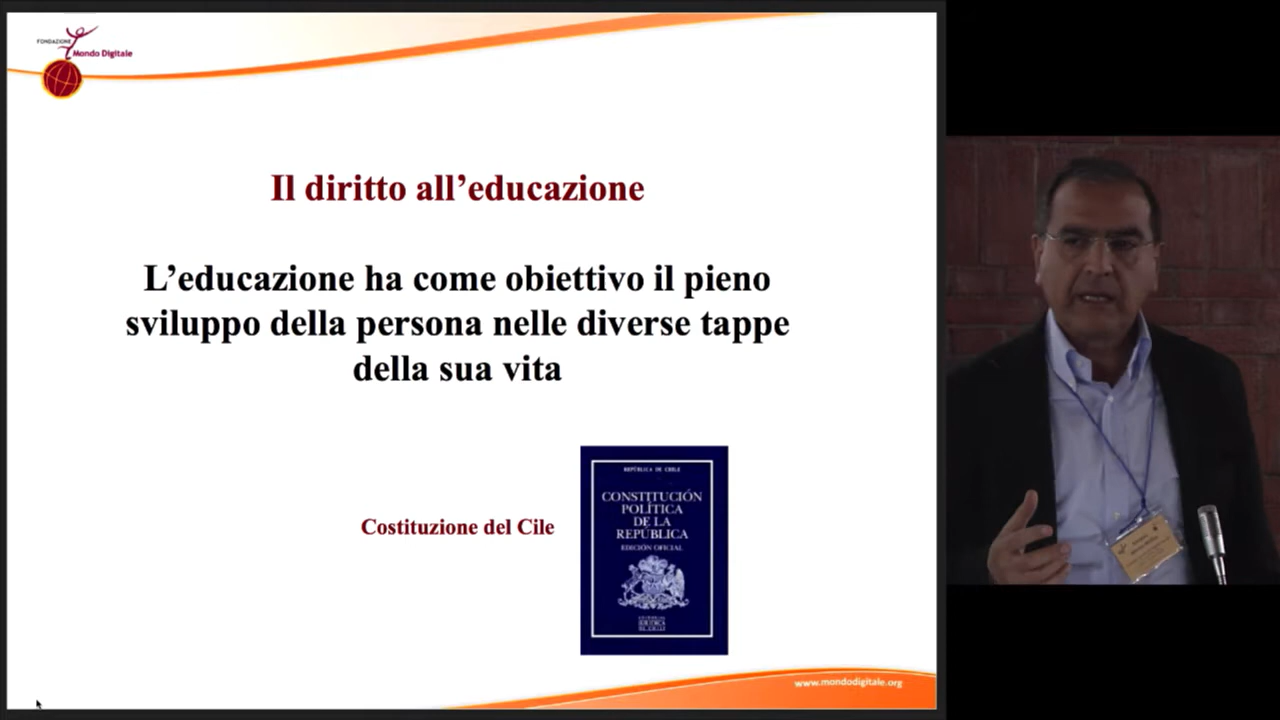 FONDAZIONE
Mondo Digitale
Il diritto all’educazione
L’educazione ha come obiettivo il pieno
sviluppo della persona nelle diverse tappe
della sua vita
Costituzione del Cile
REPÚBLICA DE CHILE
CONSTITUCIÓN
POLÍTICA
DE LA
REPÚBLICA
EDICIÓN OFICIAL
www.mondodigitale.org